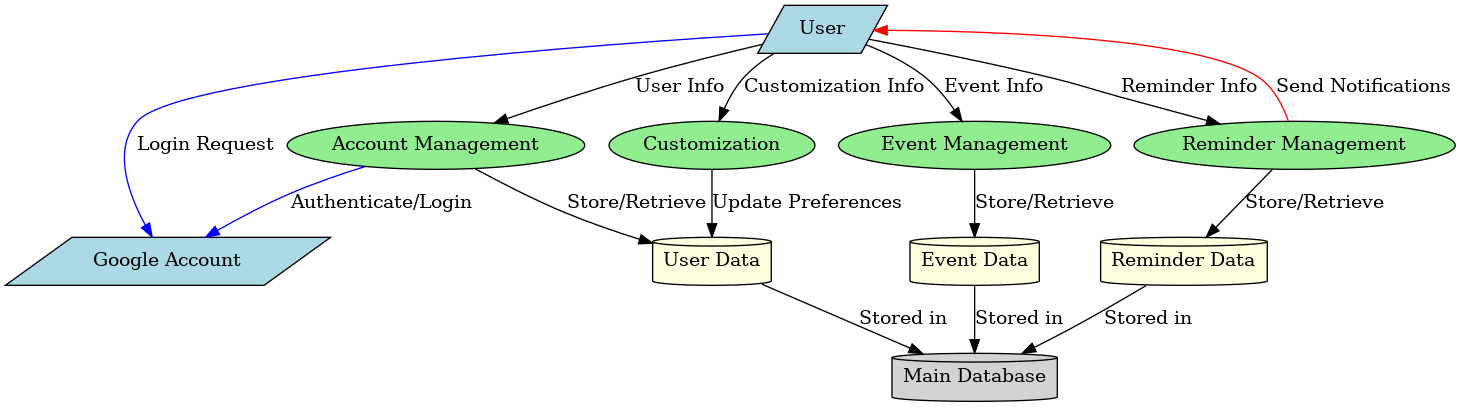 User
User Info
Customization Info
Event Info
Reminder Info
Send Notifications
Login Request
Account Management
Customization
Event Management
Reminder Management
Authenticate/Login
Store/Retrieve
Update Preferences
Store/Retrieve
Store/Retrieve
Google Account
User Data
Event Data
Reminder Data
Stored in
Stored in
Stored in
Main Database